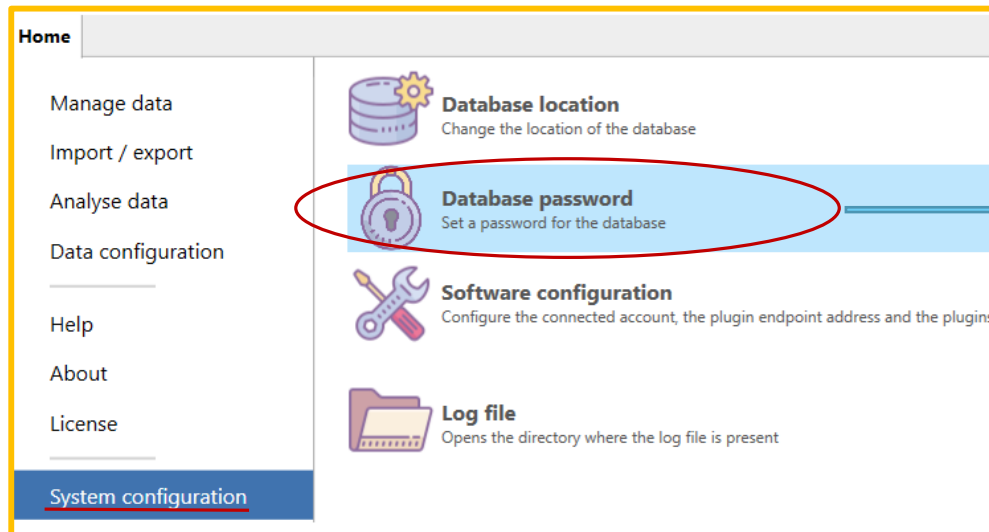 Home
Manage data
Import / export
Analyse data
Data configuration
Help
About
License
System configuration
Database location
Change the location of the database
Database password
Set a password for the database
Software configuration
Configure the connected account, the plugin endpoint address and the plugins
Log file
Opens the directory where the log file is present